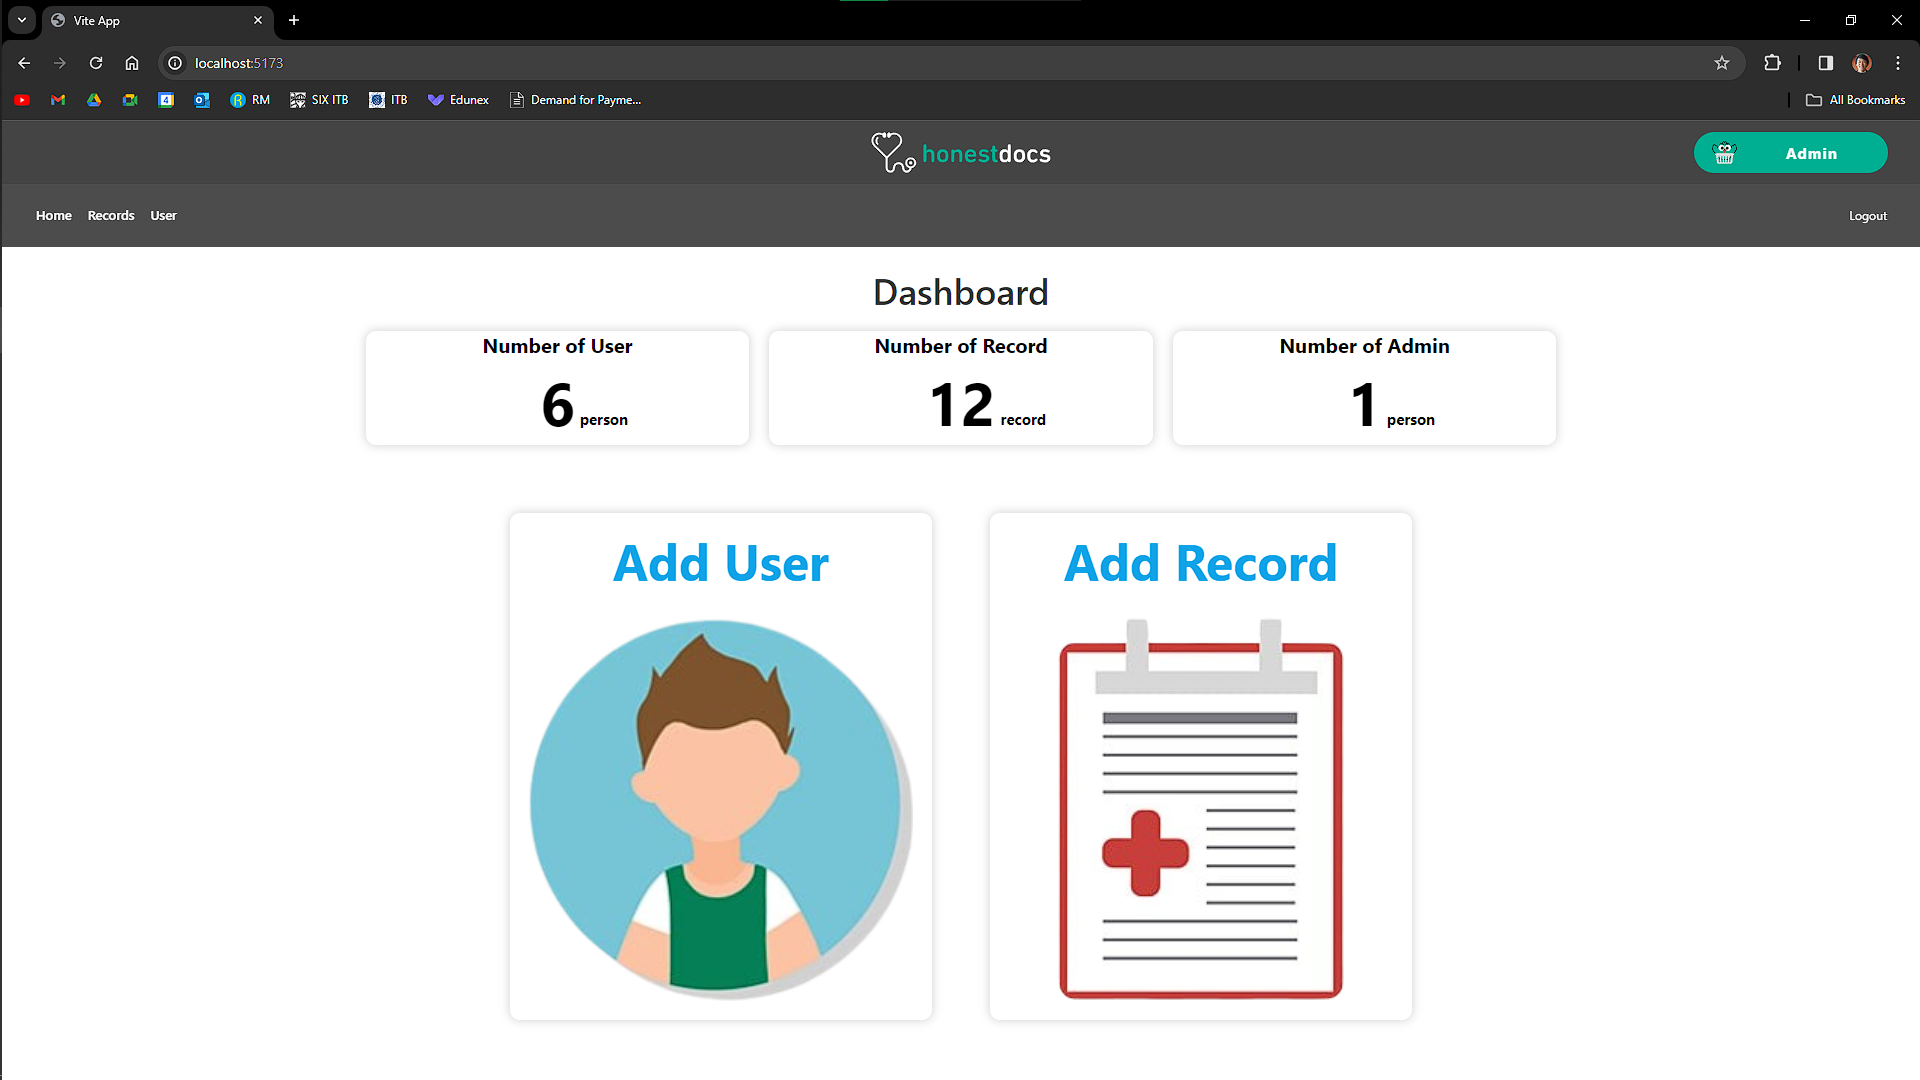 Vite App
localhost:5173
4
RM
SIX ITB
ITB
Edunex
Demand for Payme...
All Bookmarks
honestdocs
Admin
Home
Records
User
Logout
Dashboard
Number of User
6 person
Number of Record
12 record
Number of Admin
1 person
Add User
Add Record